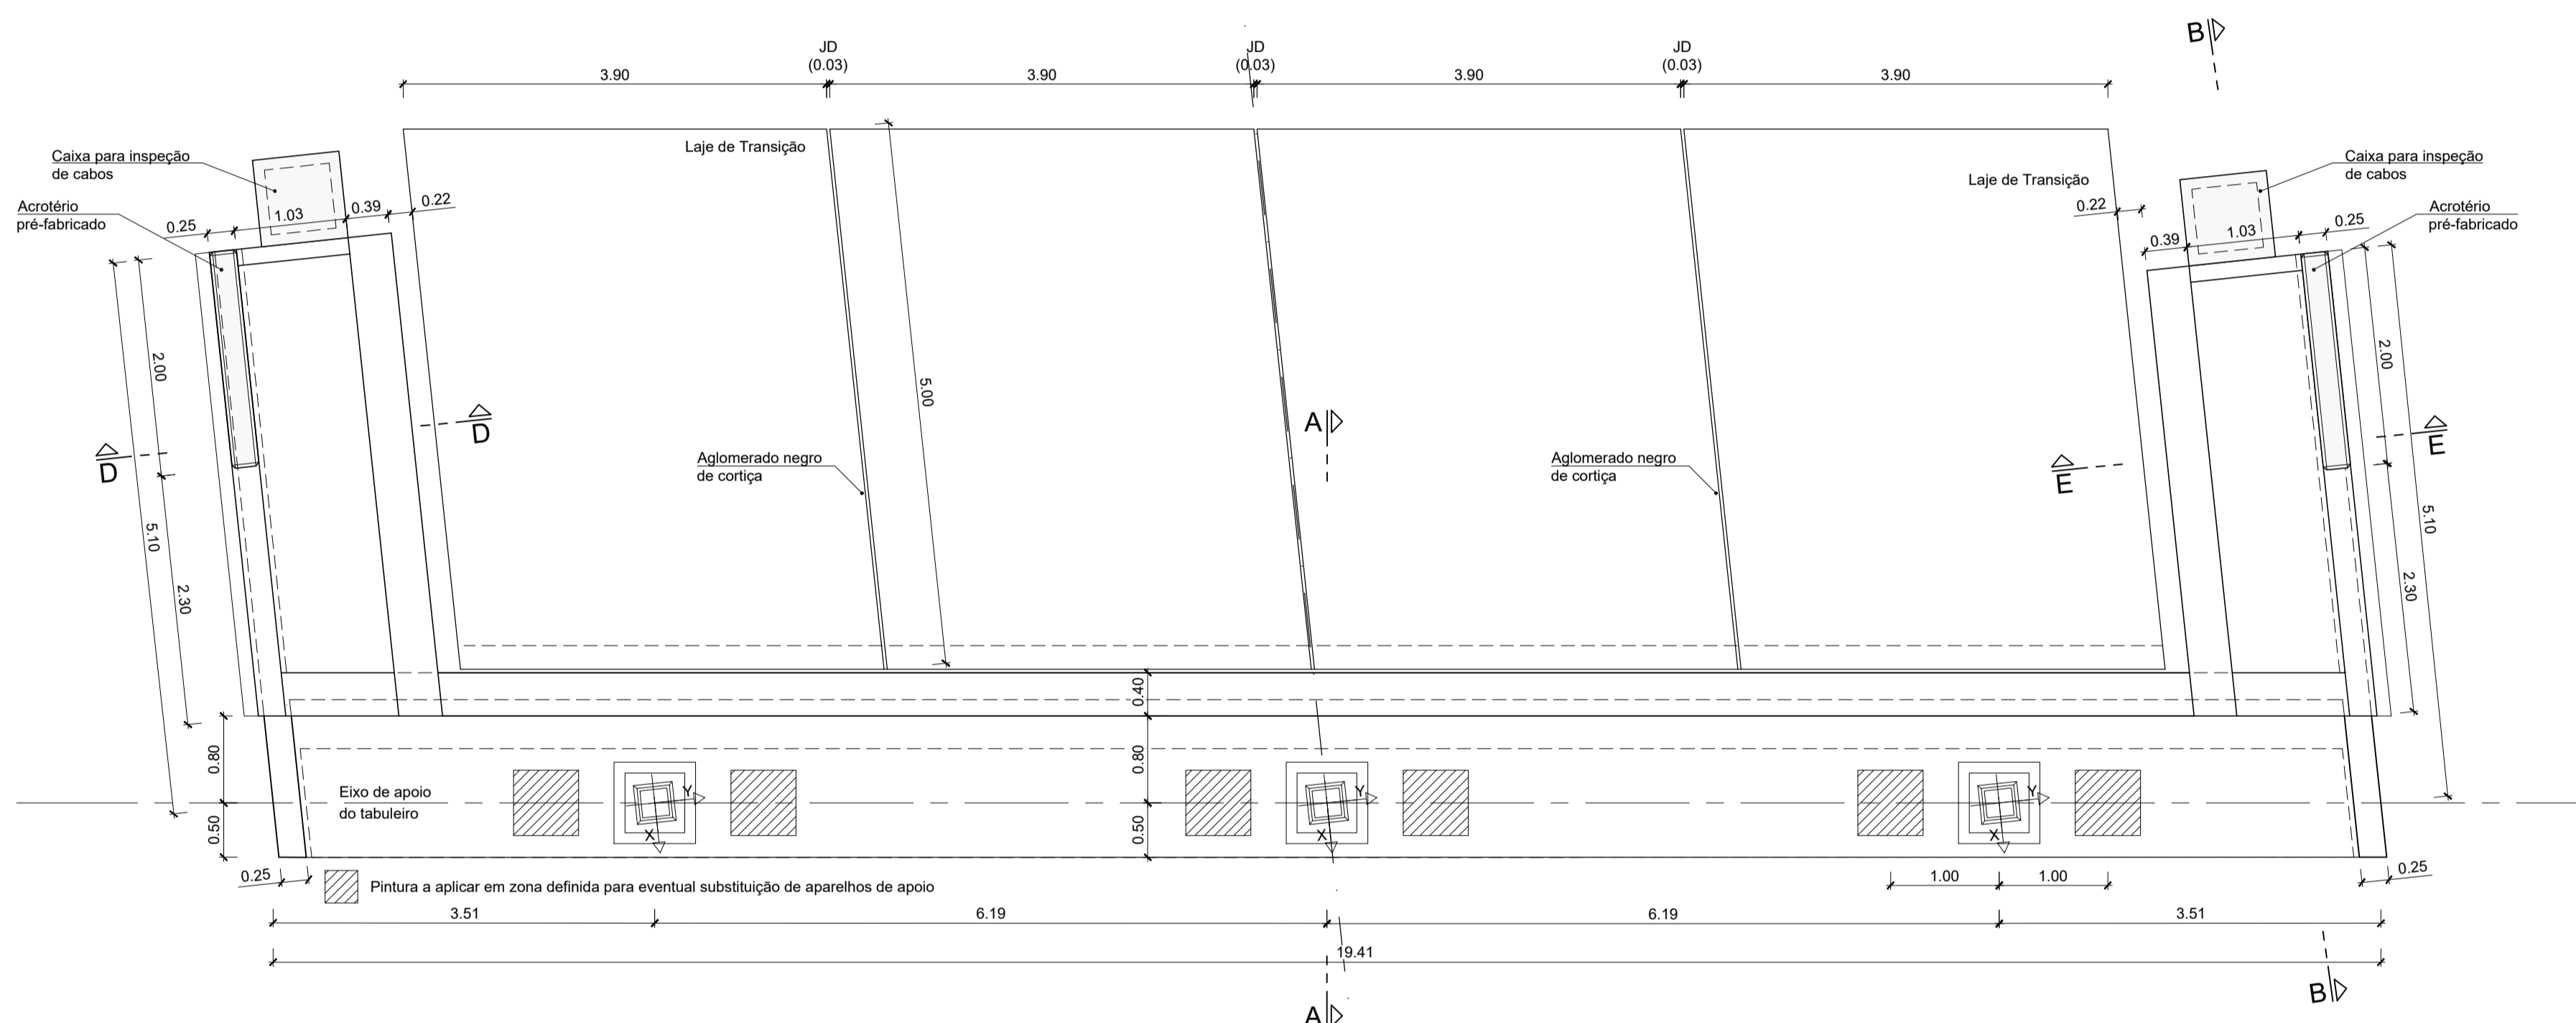 B
JD
JD
JD
(0.03)
(0.03)
(0.03)
3.90
3.90
3.90
3.90
Laje de Transição
Caixa para inspeção
de cabos
Caixa para inspeção
de cabos
Laje de Transição
Acrotério
pré-fabricado
0.25
1.03
0.39
0.22
0.22
0.39
1.03
0.25
Acrotério
pré-fabricado
2.00
5.10
2.30
5.00
2.00
5.10
2.30
D
D
A
E
E
Aglomerado negro
de cortiça
Aglomerado negro
de cortiça
0.40
0.80
0.50
0.80
0.50
Eixo de apoio
do tabuleiro
Y
X
Y
X
Y
X
0.25
Pintura a aplicar em zona definida para eventual substituição de aparelhos de apoio
1.00
1.00
0.25
3.51
6.19
6.19
3.51
19.41
B
A